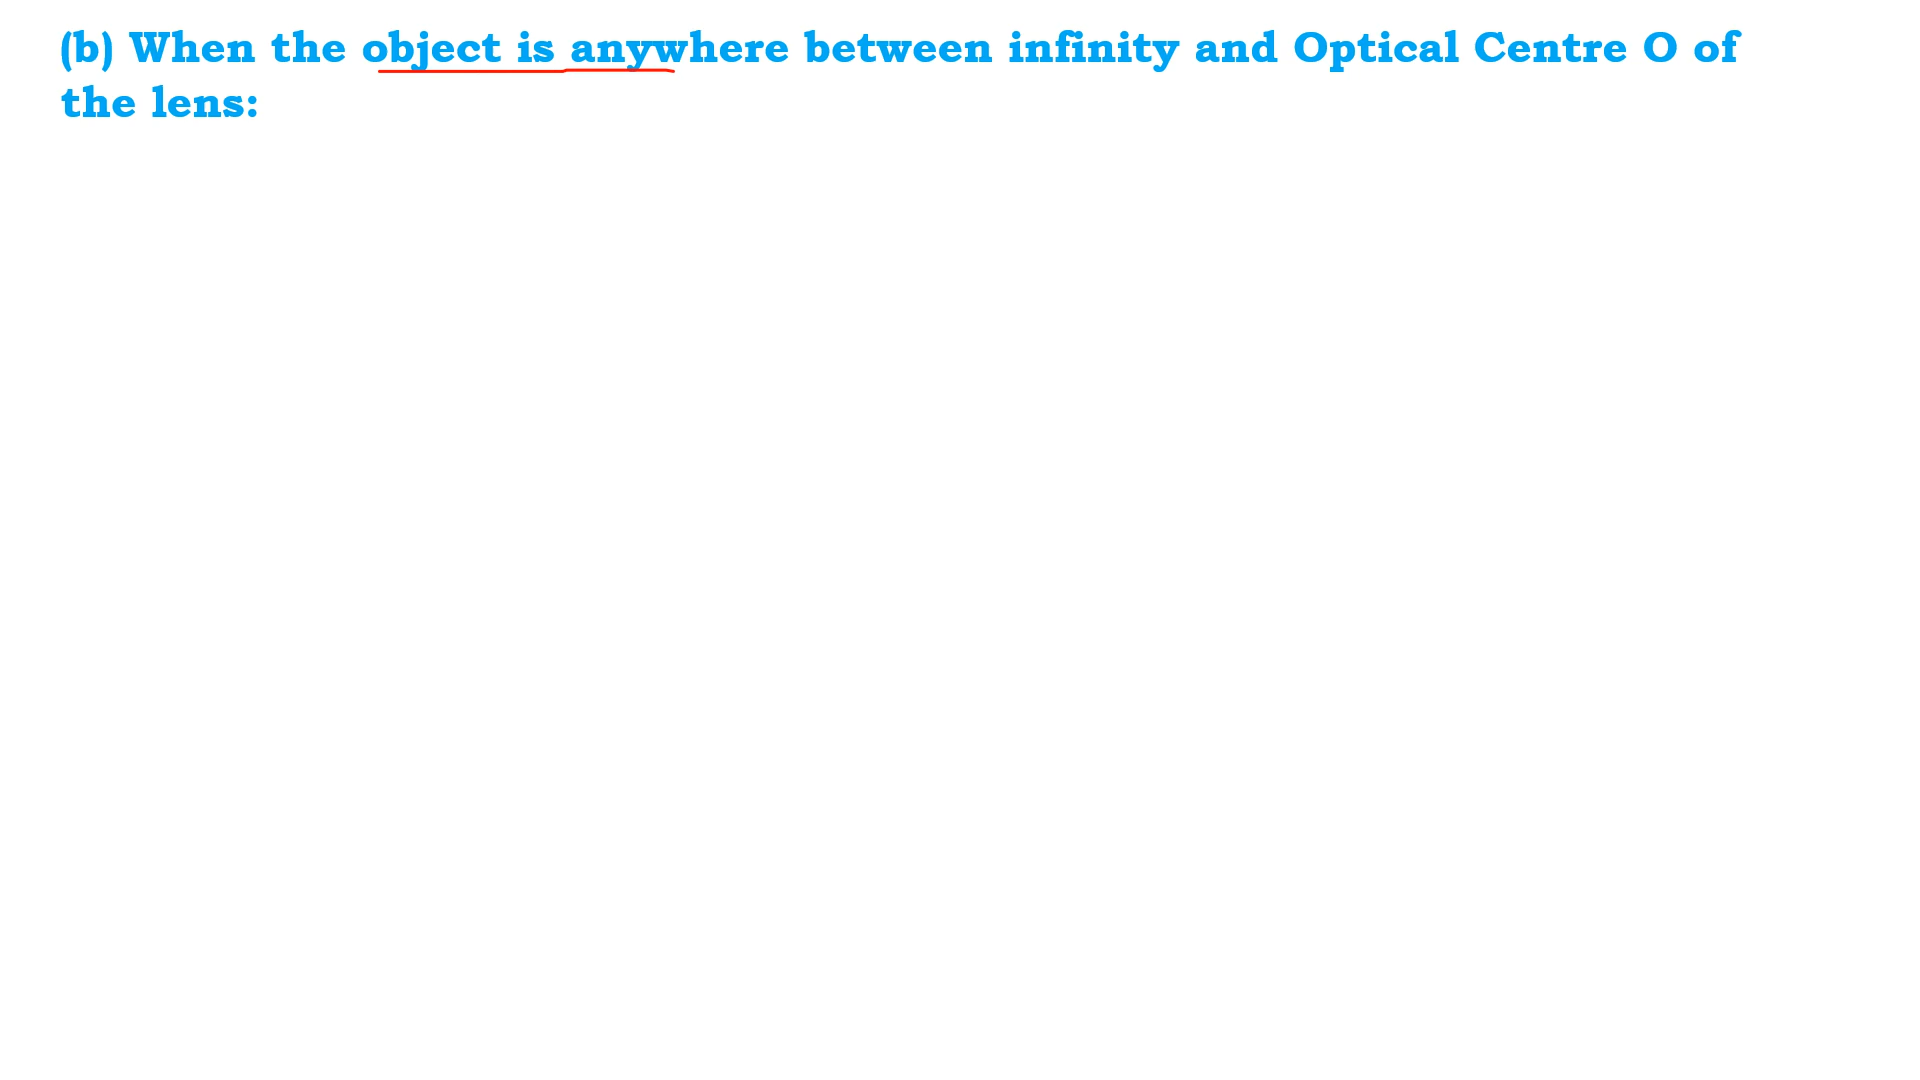 (b) When the object is anywhere between infinity and Optical Centre O of
the lens: